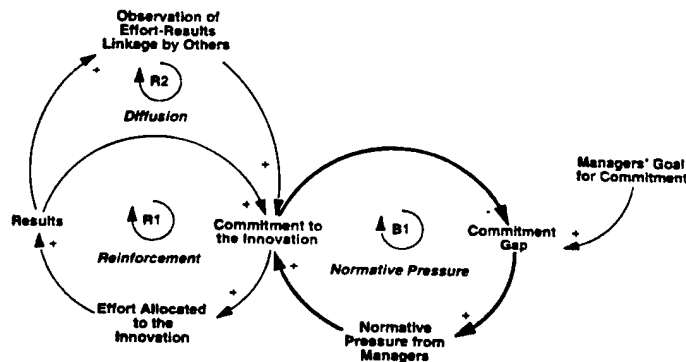 Observation of
Effort-Results
Linkage by Others
+
R2
Diffusion
+
Managers' Goal
for Commitment
+
Results
R1
Commitment to
the Innovation
B1
-
Commitment
Gap
+
+
Reinforcement
+
Normative Pressure
+
Effort Allocated
to the
Innovation
+
Normative
Pressure from
Managers